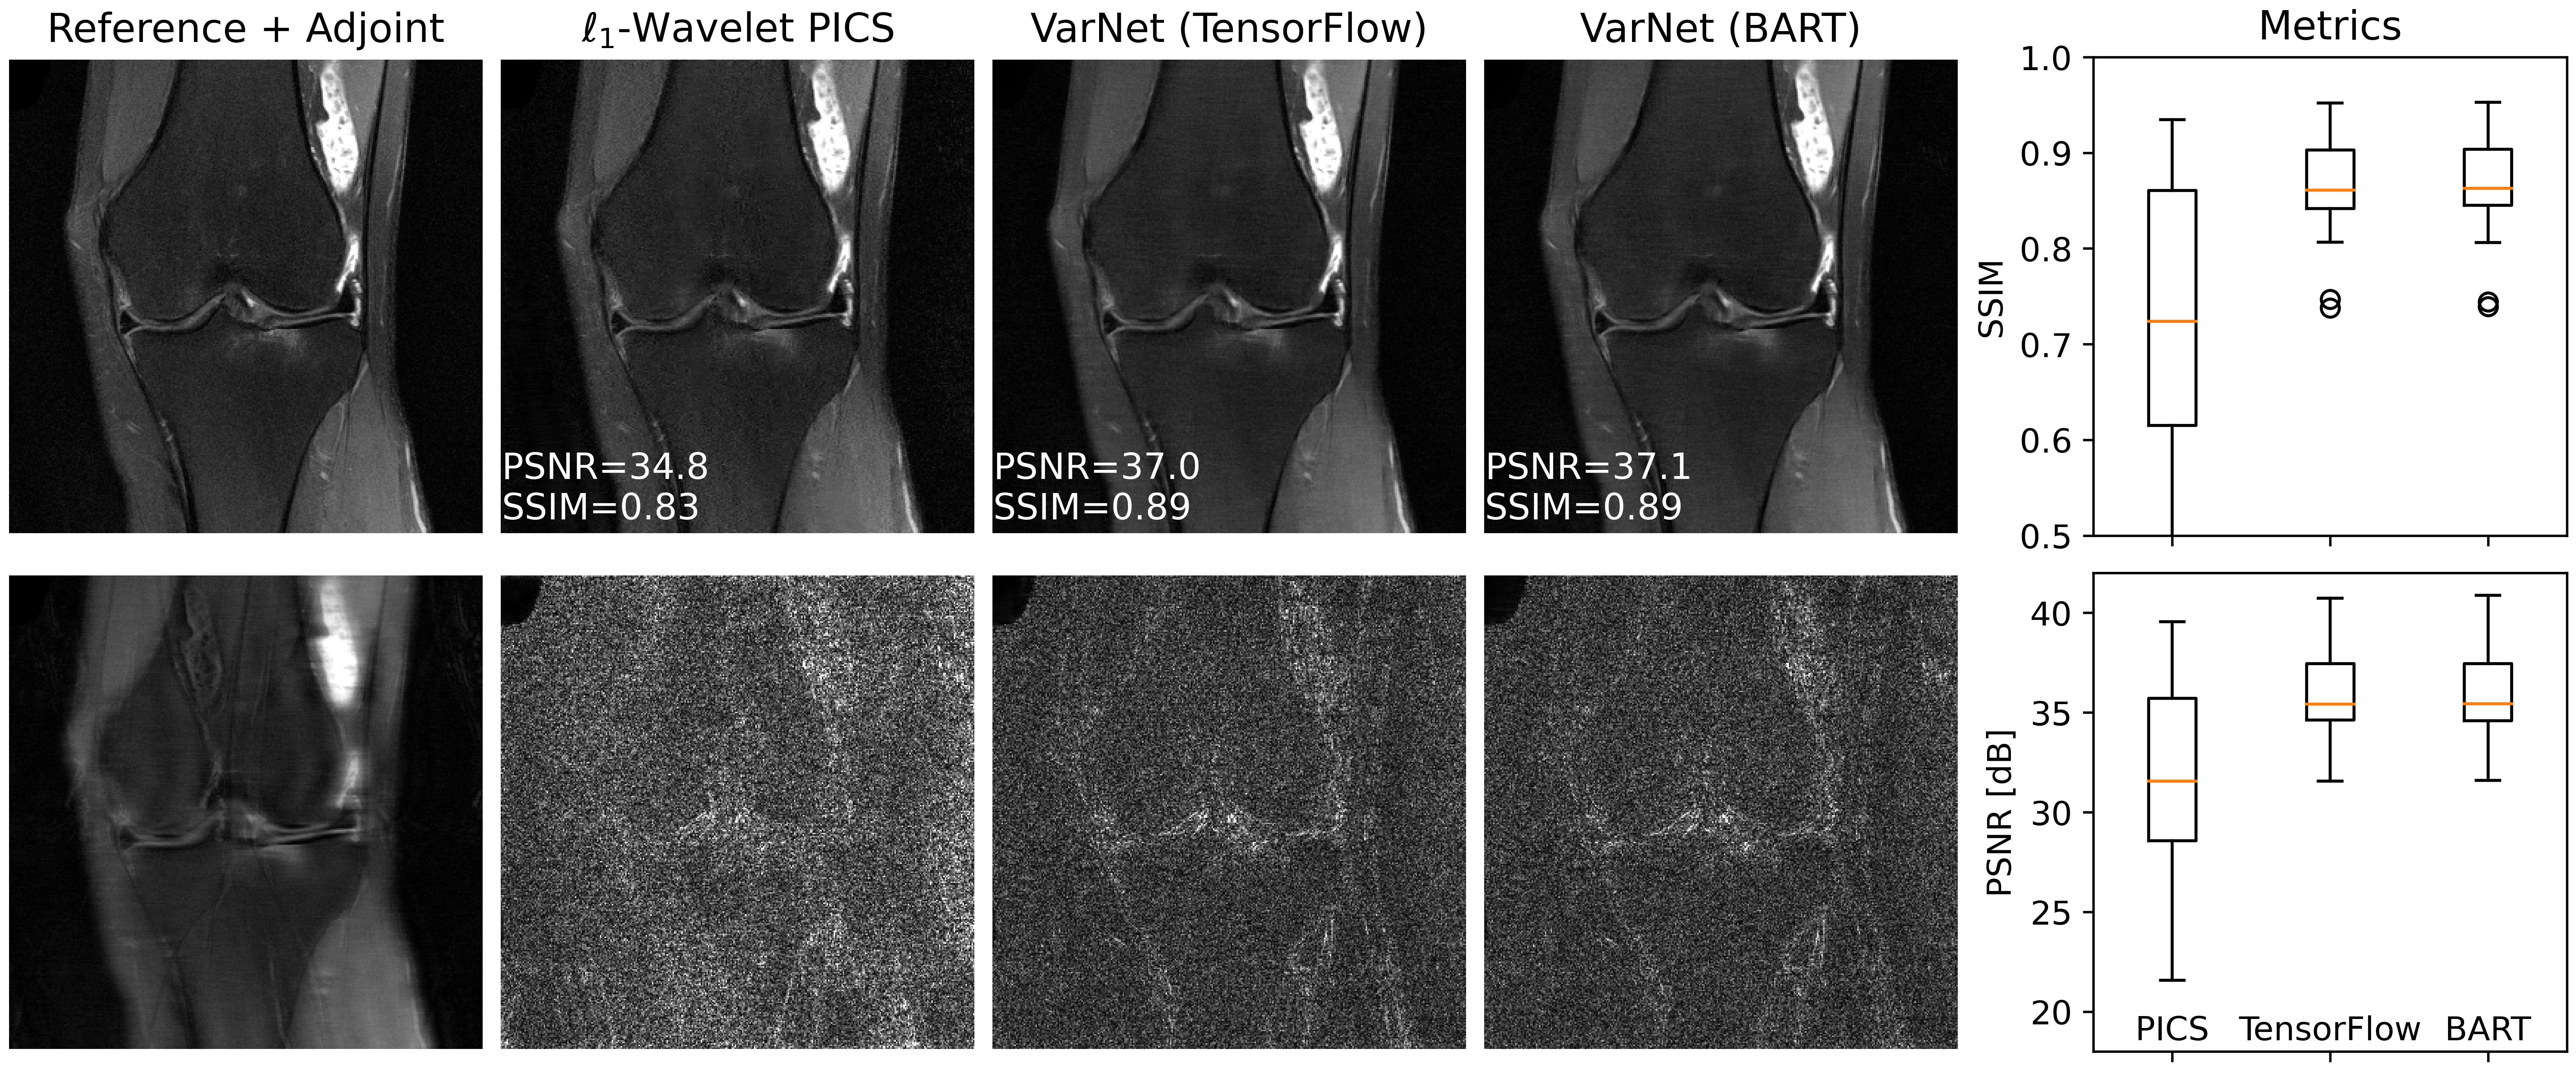 Reference + Adjoint
ℓ₁-Wavelet PICS
VarNet (TensorFlow)
VarNet (BART)
Metrics
PSNR=34.8
SSIM=0.83
PSNR=37.0
SSIM=0.89
PSNR=37.1
SSIM=0.89
SSIM
1.0
0.9
0.8
0.7
0.6
0.5
PSNR [dB]
40
35
30
25
20
PICS
TensorFlow
BART